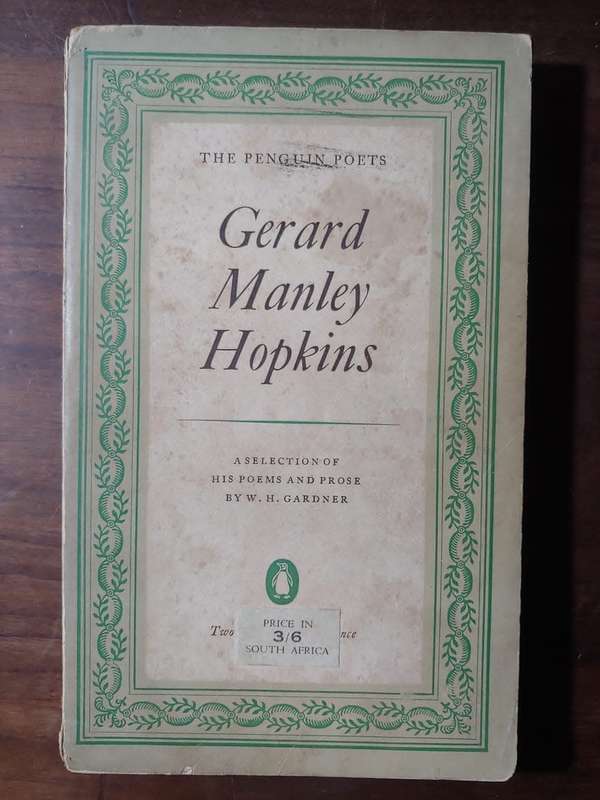 THE PENGUIN POETS
Gerard
Manley
Hopkins
A SELECTION OF
HIS POEMS AND PROSE
BY W. H. GARDNER
Two
PRICE IN
3/6
SOUTH AFRICA